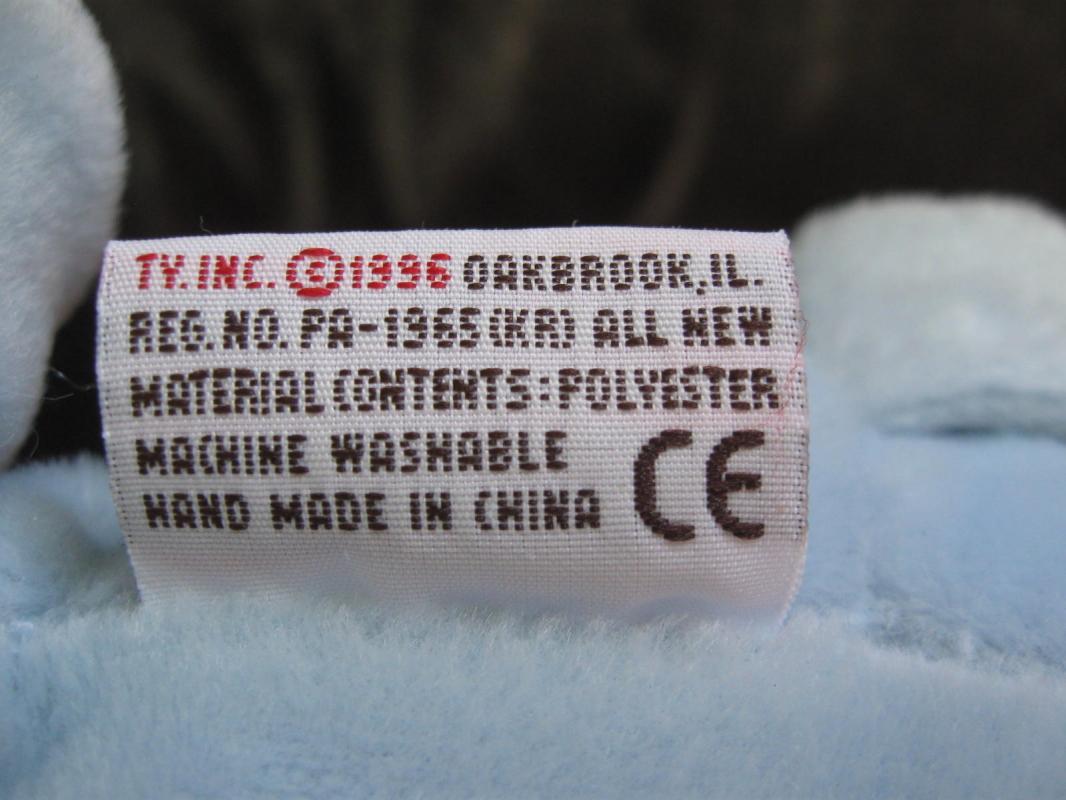 TY.INC. © 1996 OAKBROOK,IL.
REG.NO. PA-1965(KR) ALL NEW
MATERIAL CONTENTS:POLYESTER
MACHINE WASHABLE
HAND MADE IN CHINA
CE